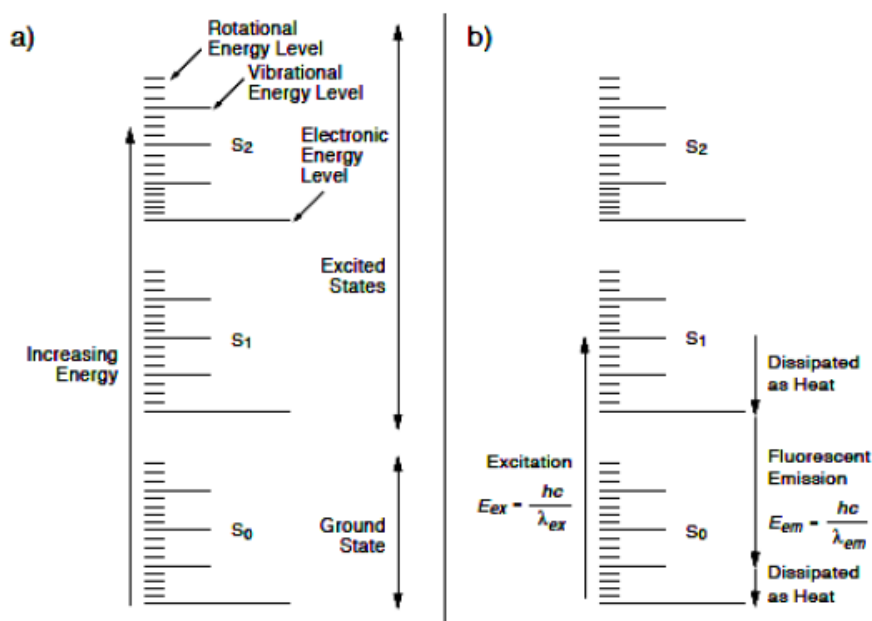 a)
Rotational
Energy Level
Vibrational
Energy Level
S2
Electronic
Energy
Level
Excited
States
S1
Increasing
Energy
S0
Ground
State
b)
S2
S1
Dissipated
as Heat
Excitation
Eex = hc / λex
Fluorescent
Emission
Eem = hc / λem
S0
Dissipated
as Heat